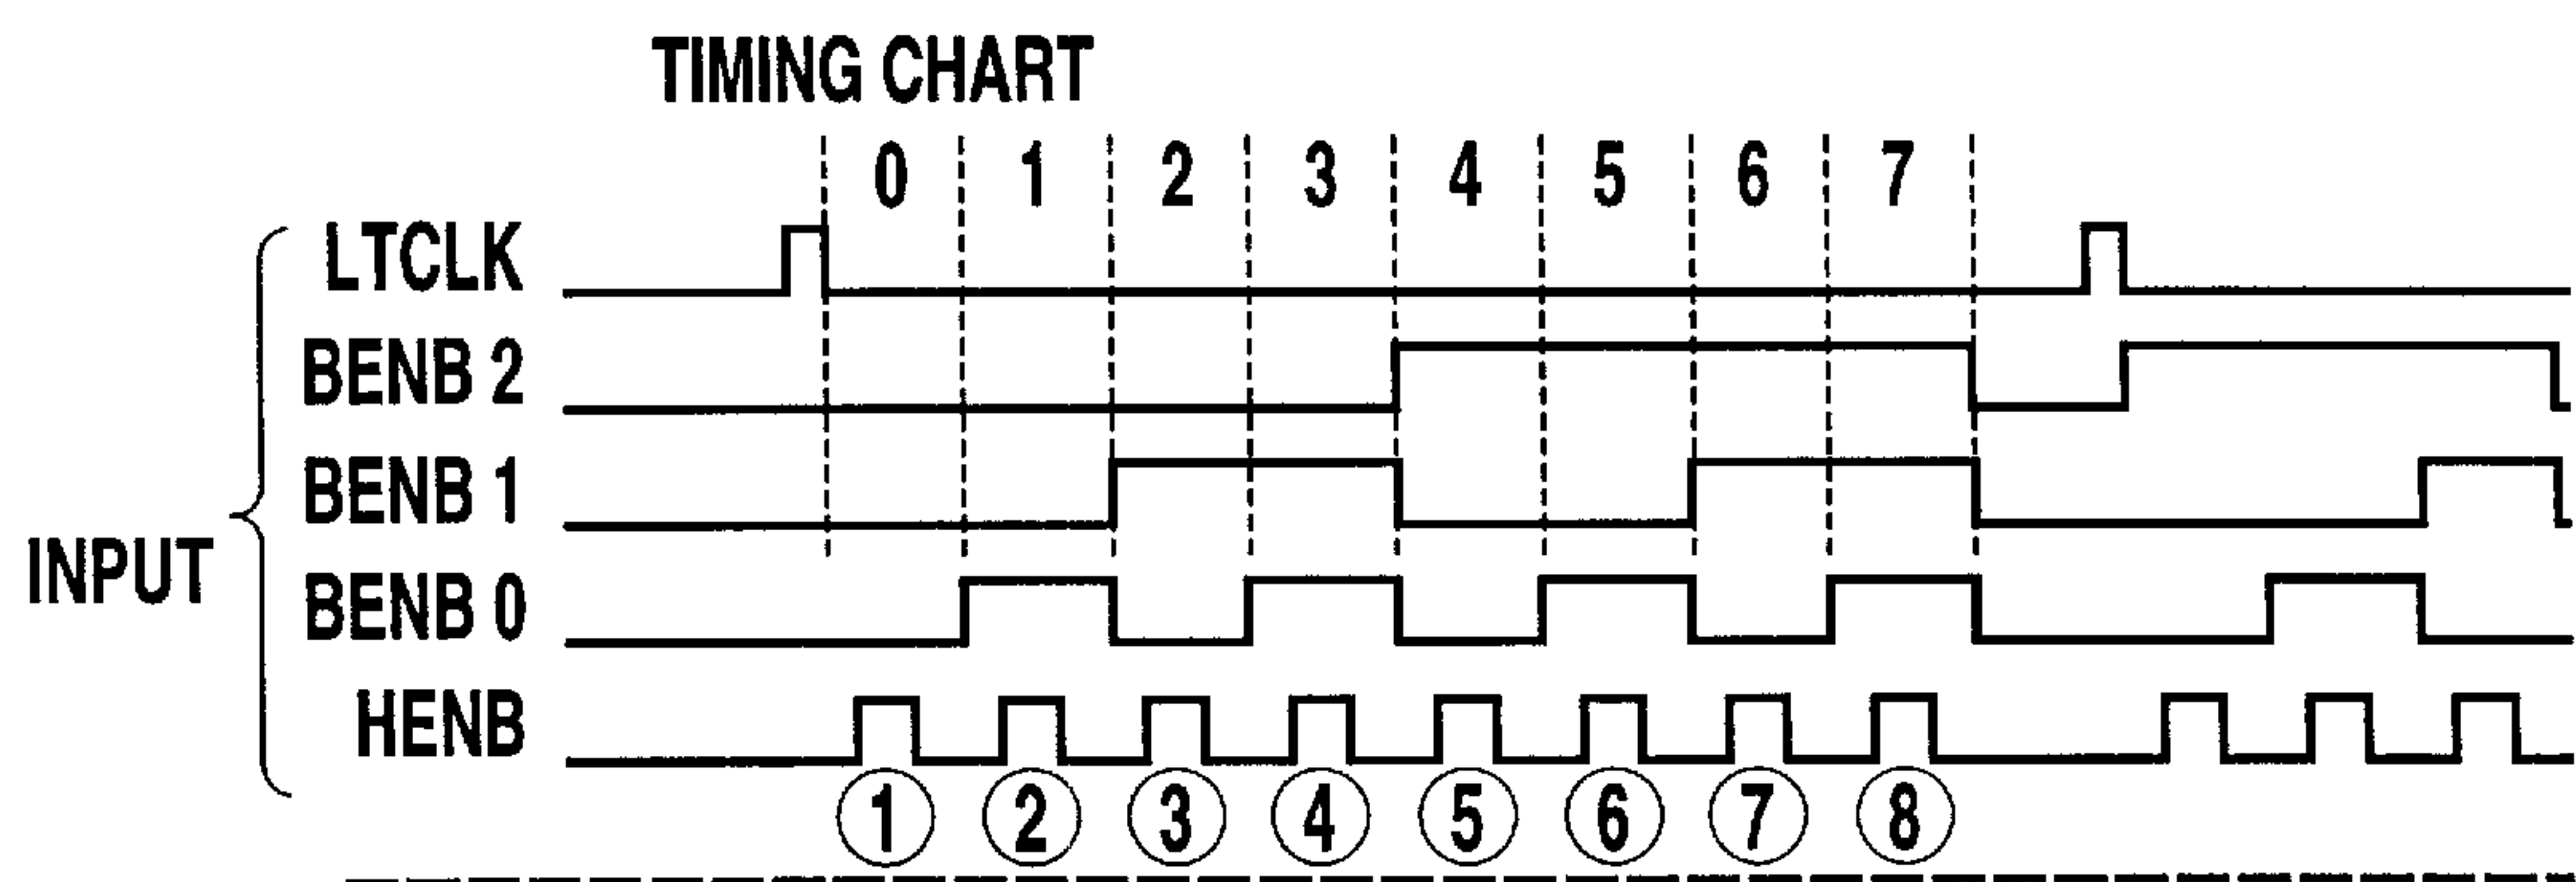 TIMING CHART
0 1 2 3 4 5 6 7
LTCLK
BENB 2
BENB 1
INPUT
BENB 0
HENB
1 2 3 4 5 6 7 8